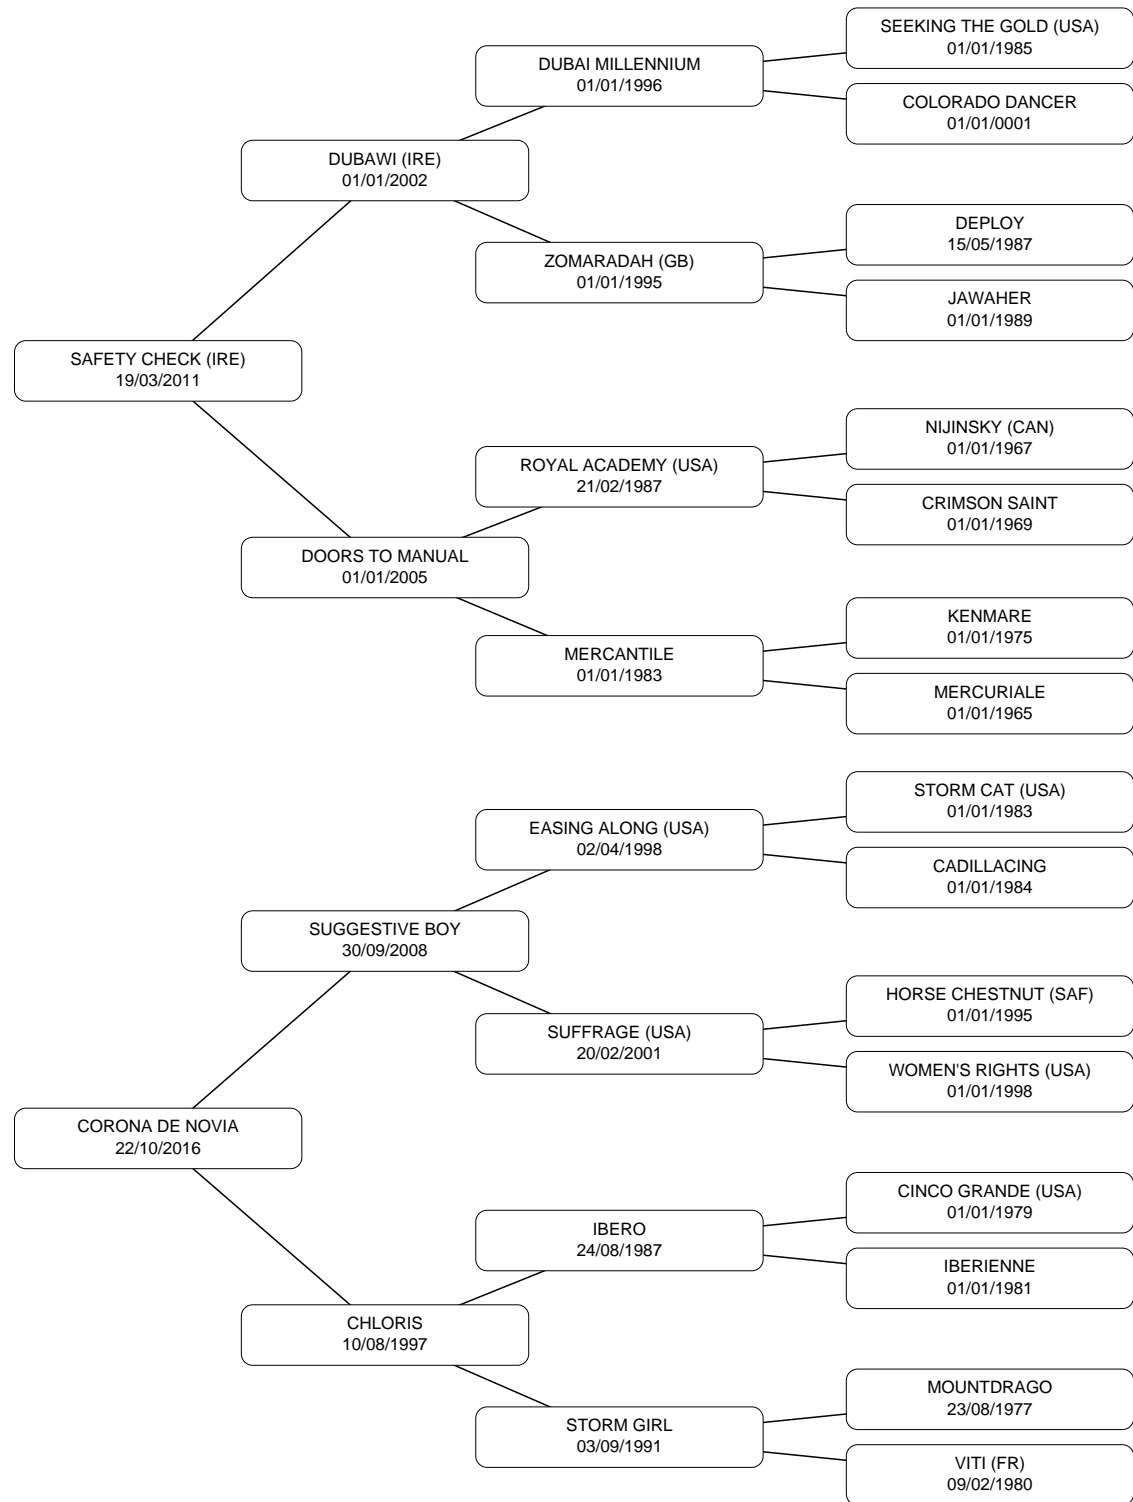 SEEKING THE GOLD (USA)
01/01/1985
DUBAI MILLENNIUM
01/01/1996
COLORADO DANCER
01/01/0001
DUBAWI (IRE)
01/01/2002
DEPLOY
15/05/1987
ZOMARADAH (GB)
01/01/1995
JAWAHER
01/01/1989
SAFETY CHECK (IRE)
19/03/2011
NIJINSKY (CAN)
01/01/1967
ROYAL ACADEMY (USA)
21/02/1987
CRIMSON SAINT
01/01/1969
DOORS TO MANUAL
01/01/2005
KENMARE
01/01/1975
MERCANTILE
01/01/1983
MERCURIALE
01/01/1965
STORM CAT (USA)
01/01/1983
EASING ALONG (USA)
02/04/1998
CADILLACING
01/01/1984
SUGGESTIVE BOY
30/09/2008
HORSE CHESTNUT (SAF)
01/01/1995
SUFFRAGE (USA)
20/02/2001
WOMEN'S RIGHTS (USA)
01/01/1998
CORONA DE NOVIA
22/10/2016
CINCO GRANDE (USA)
01/01/1979
IBERO
24/08/1987
IBERIENNE
01/01/1981
CHLORIS
10/08/1997
MOUNTDRAGO
23/08/1977
STORM GIRL
03/09/1991
VITI (FR)
09/02/1980